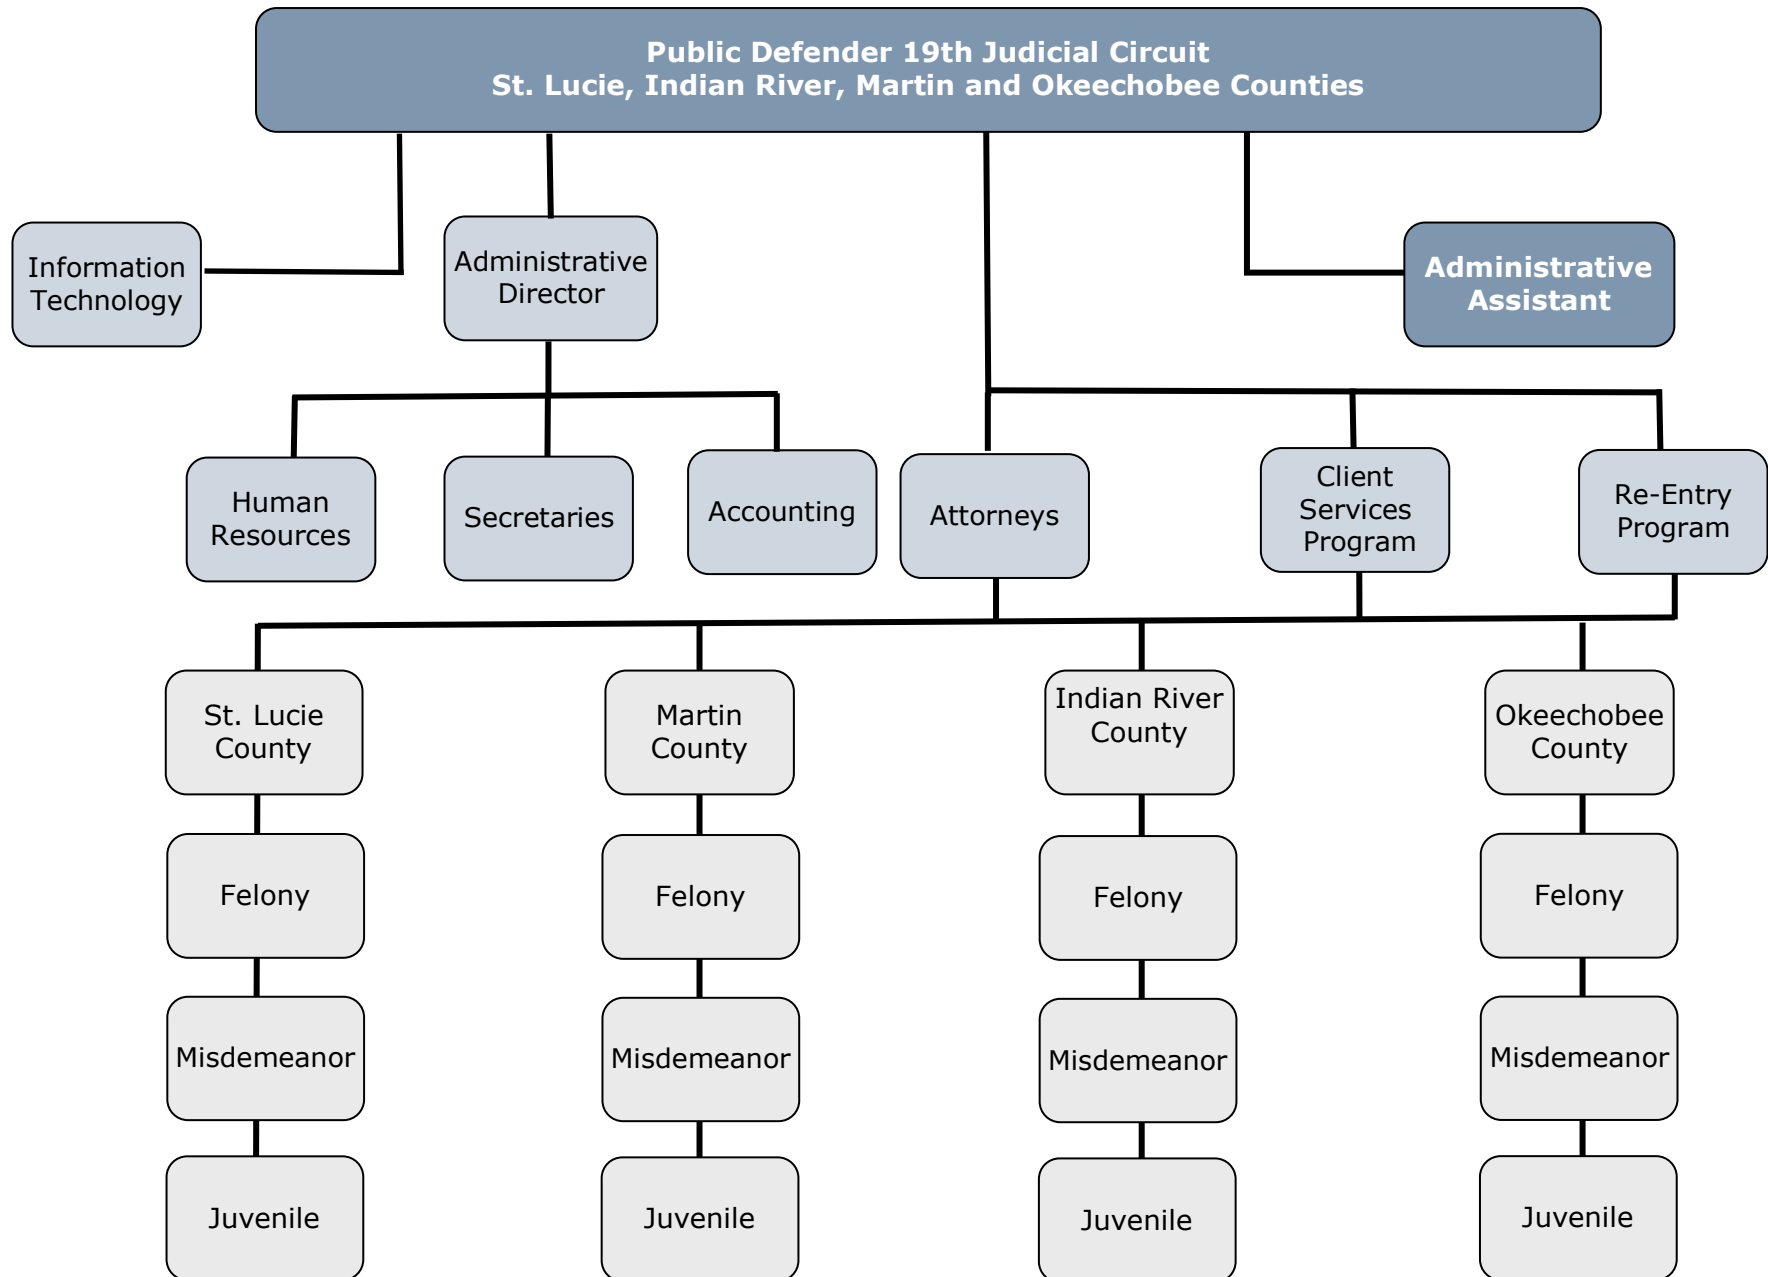 Public Defender 19th Judicial Circuit
St. Lucie, Indian River, Martin and Okeechobee Counties
Information
Technology
Administrative
Director
Administrative
Assistant
Human
Resources
Secretaries
Accounting
Attorneys
Client
Services
Program
Re-Entry
Program
St. Lucie
County
Martin
County
Indian River
County
Okeechobee
County
Felony
Felony
Felony
Felony
Misdemeanor
Misdemeanor
Misdemeanor
Misdemeanor
Juvenile
Juvenile
Juvenile
Juvenile